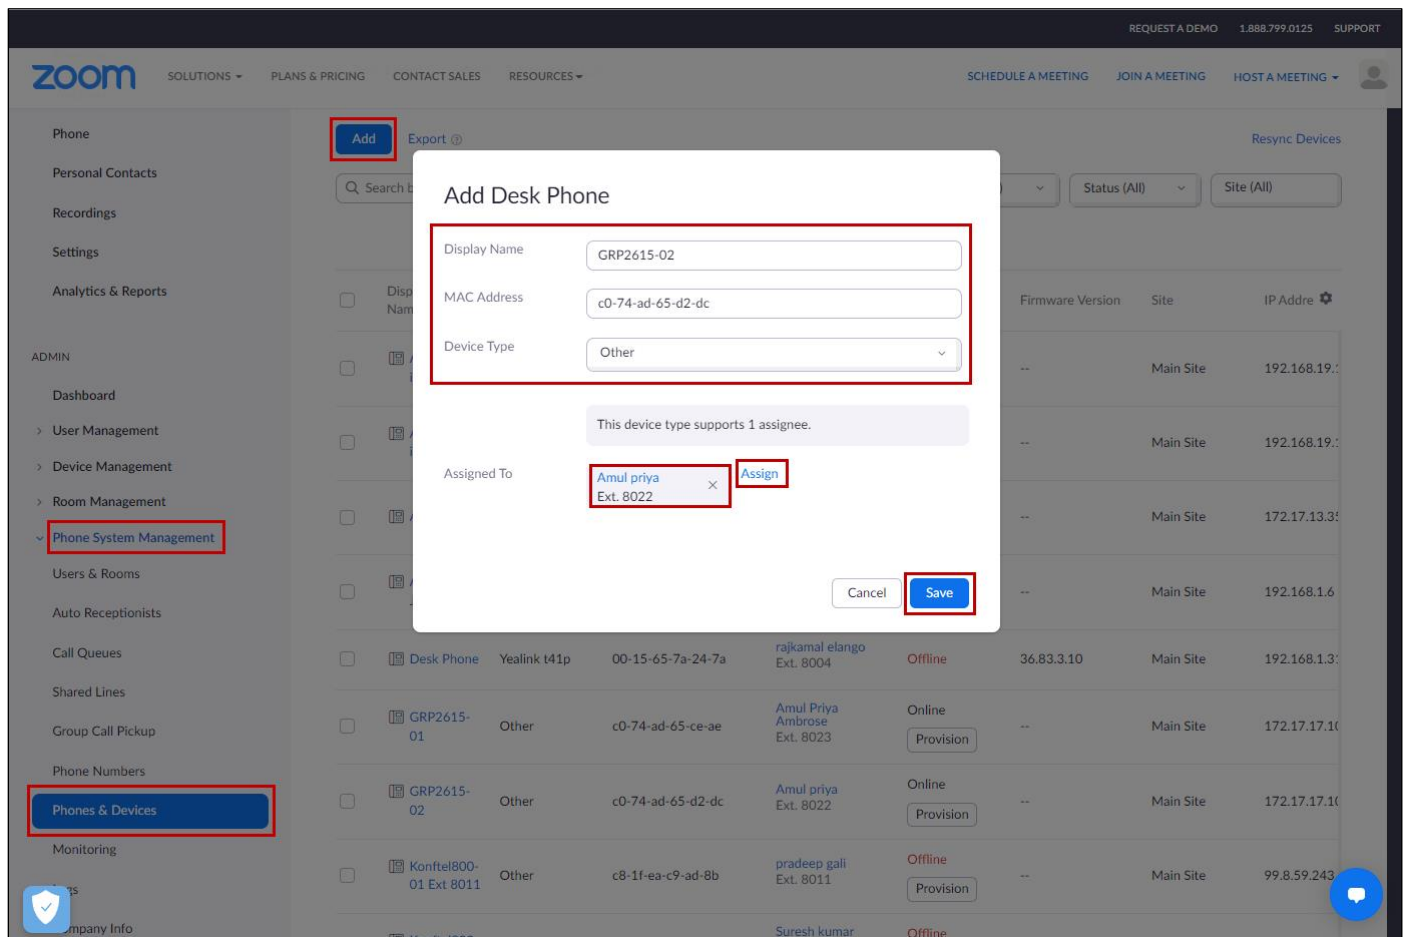 REQUEST A DEMO 1.888.799.0125 SUPPORT
zoom SOLUTIONS PLANS & PRICING CONTACT SALES RESOURCES SCHEDULE A MEETING JOIN A MEETING HOST A MEETING
Phone
Personal Contacts
Recordings
Settings
Analytics & Reports
ADMIN
Dashboard
User Management
Device Management
Room Management
Phone System Management
Users & Rooms
Auto Receptionists
Call Queues
Shared Lines
Group Call Pickup
Phone Numbers
Phones & Devices
Monitoring
Company Info
Add Export Resync Devices
Search Status (All) Site (All)
Add Desk Phone
Display Name GRP2615-02
MAC Address c0-74-ad-65-d2-dc
Device Type Other
This device type supports 1 assignee.
Assigned To Amul priya Assign
Ext. 8022
Cancel Save
Firmware Version Site IP Addre
-- Main Site 192.168.19.
-- Main Site 192.168.19.
-- Main Site 172.17.13.3
-- Main Site 192.168.1.6
Desk Phone Yealink t41p 00-15-65-7a-24-7a rajkamal elango Offline 36.83.3.10 Main Site 192.168.1.3
Ext. 8004
GRP2615- Other c0-74-ad-65-ce-ae Amul Priya Online -- Main Site 172.17.17.1
01 Ambrose Provision
Ext. 8023
GRP2615- Other c0-74-ad-65-d2-dc Amul priya Online -- Main Site 172.17.17.1
02 Ext. 8022 Provision
Konftel800- Other c8-1f-ea-c9-ad-8b pradeep gali Offline -- Main Site 99.8.59.243
01 Ext 8011 Ext. 8011 Provision
Suresh kumar Offline